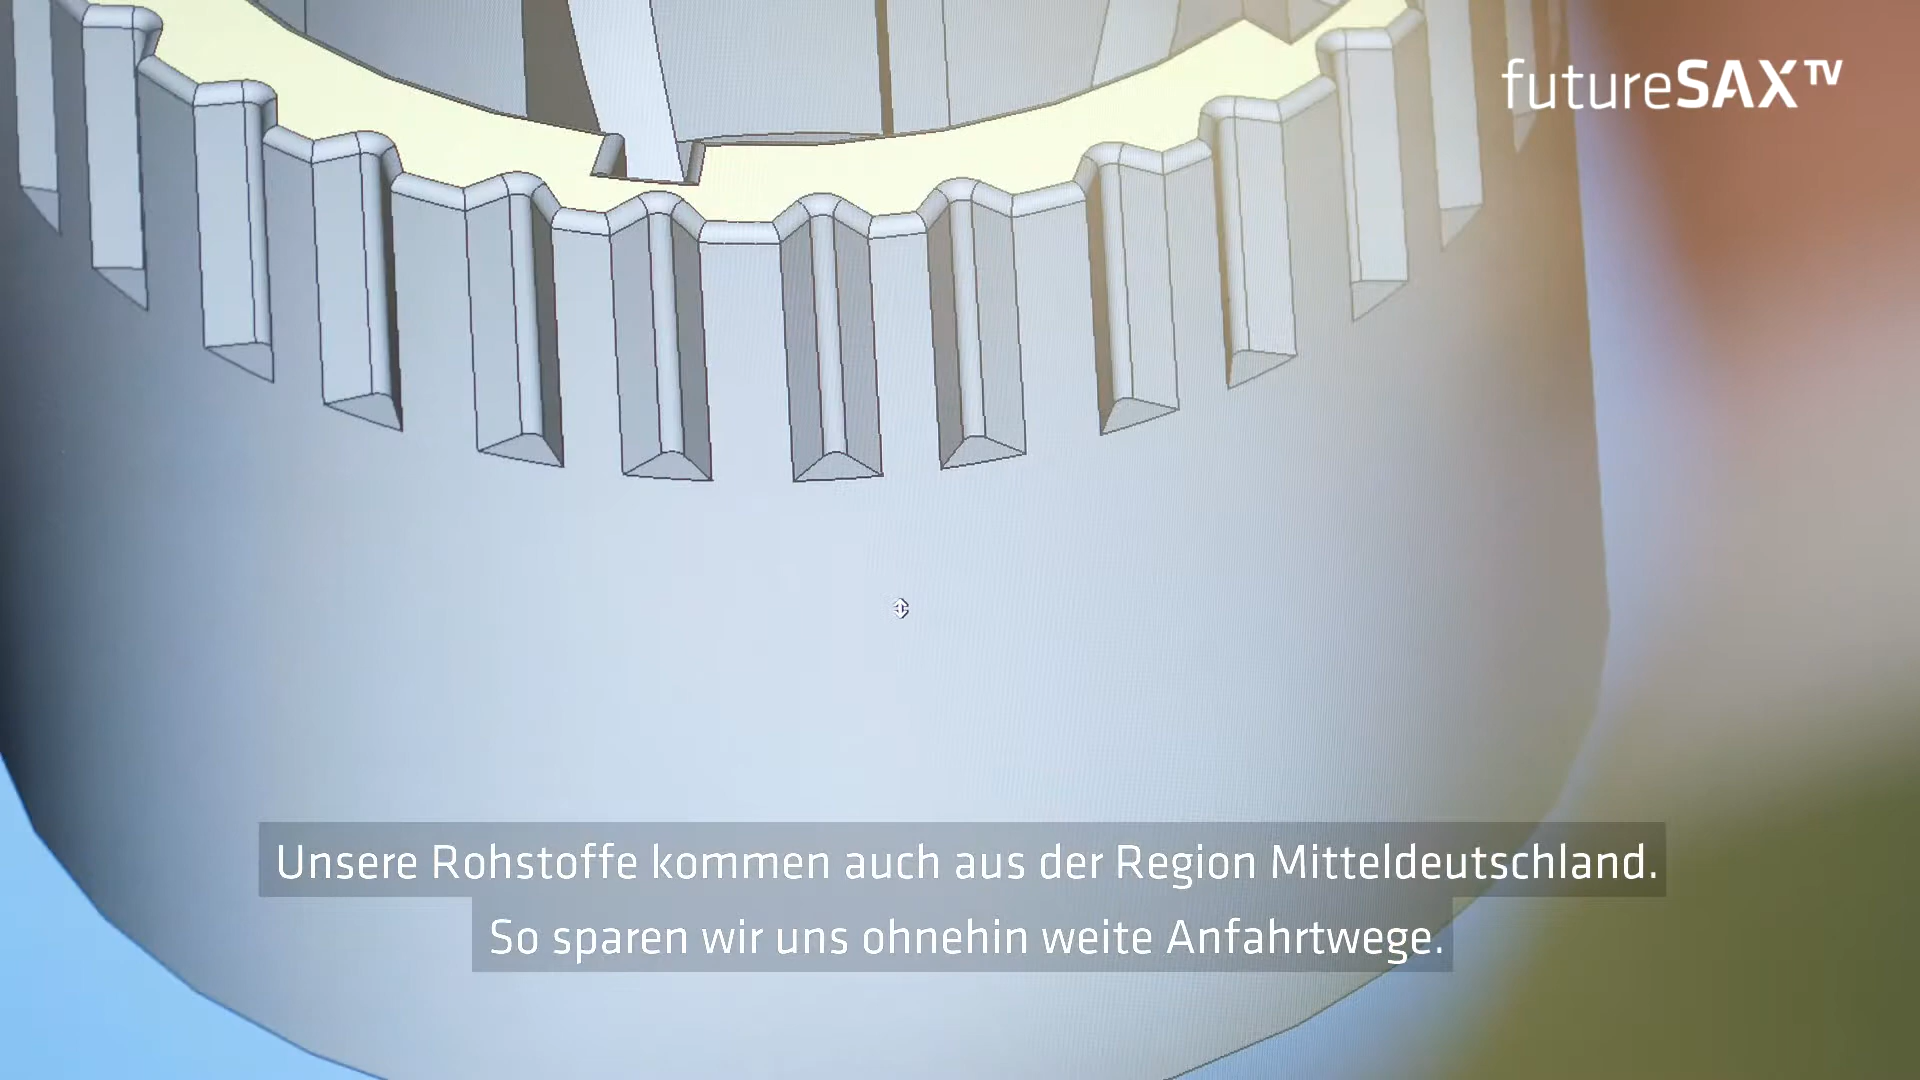 futureSAX TV
Unsere Rohstoffe kommen auch aus der Region Mitteldeutschland.
So sparen wir uns ohnehin weite Anfahrtwege.